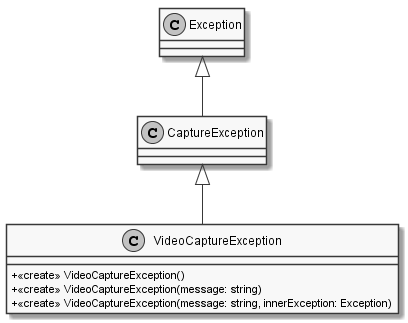 C Exception
C CaptureException
C VideoCaptureException
+«create» VideoCaptureException()
+«create» VideoCaptureException(message: string)
+«create» VideoCaptureException(message: string, innerException: Exception)